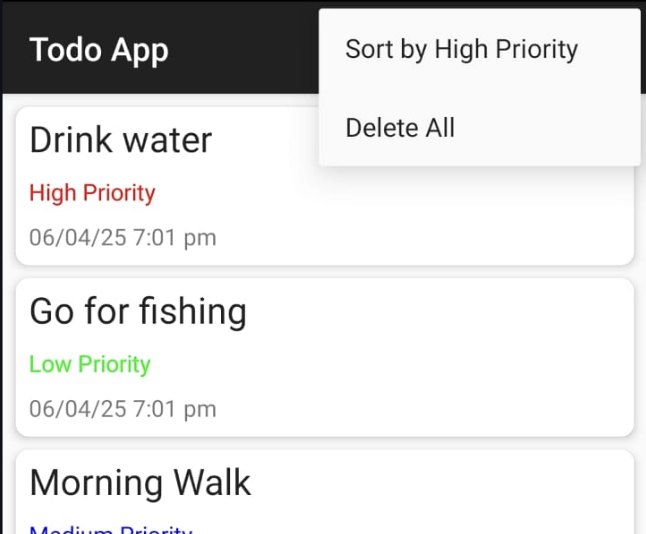 Todo App
Sort by High Priority
Delete All
Drink water
High Priority
06/04/25 7:01 pm
Go for fishing
Low Priority
06/04/25 7:01 pm
Morning Walk
Medium Priority